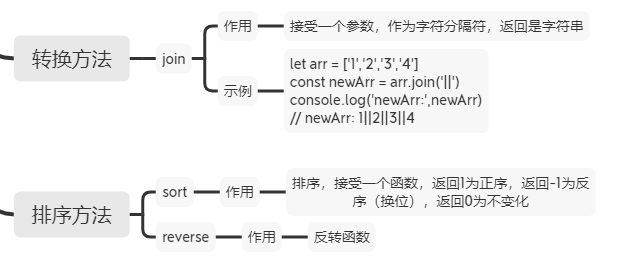 转换方法
join
作用
接受一个参数，作为字符分隔符，返回是字符串
示例
let arr = ['1','2','3','4']
const newArr = arr.join('||')
console.log('newArr:',newArr)
// newArr: 1||2||3||4
排序方法
sort
作用
排序，接受一个函数，返回1为正序，返回-1为反
序（换位），返回0为不变化
reverse
作用
反转函数